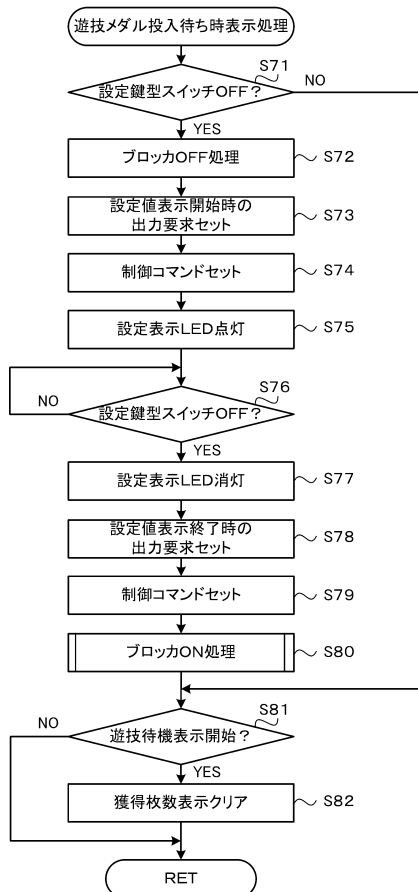 遊技メダル投入待ち時表示処理
S71
設定鍵型スイッチOFF？
NO
YES
ブロッカOFF処理
S72
設定値表示開始時の
出力要求セット
S73
制御コマンドセット
S74
設定表示LED点灯
S75
S76
NO
設定鍵型スイッチOFF？
YES
設定表示LED消灯
S77
設定値表示終了時の
出力要求セット
S78
制御コマンドセット
S79
ブロッカON処理
S80
S81
NO
遊技待機表示開始？
YES
獲得枚数表示クリア
S82
RET